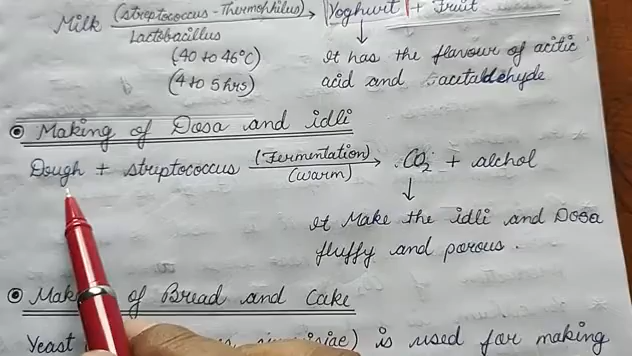 Milk (streptococcus - Thermophilus) Yoghurt + Fruit
Lactobacillus
(40 to 46°C)
(4 to 5 hrs)
It has the flavour of acitic
acid and acetaldehyde
Making of Dosa and idli
Dough + streptococcus (Fermentation) CO2 + alchol
(warm)
It Make the idli and Dosa
fluffy and porous.
of Bread and Cake
Yeast is used for making